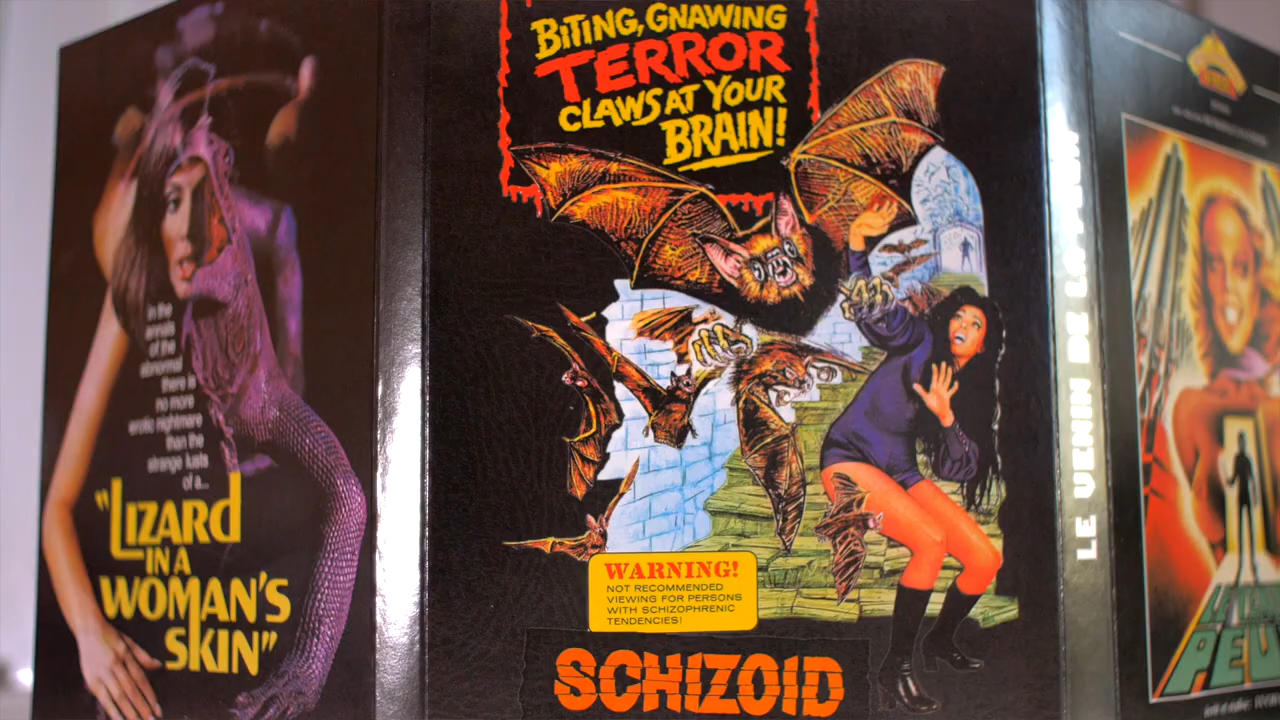 in the
annals
of the
abnormal
there is
no more
erotic nightmare
than the
strange lusts
of a...
"LIZARD
IN A
WOMAN'S
SKIN"
BITING, GNAWING
TERROR
CLAWS AT YOUR
BRAIN!
WARNING!
NOT RECOMMENDED
VIEWING FOR PERSONS
WITH SCHIZOPHRENIC
TENDENCIES!
SCHIZOID
LE VENIN DE LA PEUR